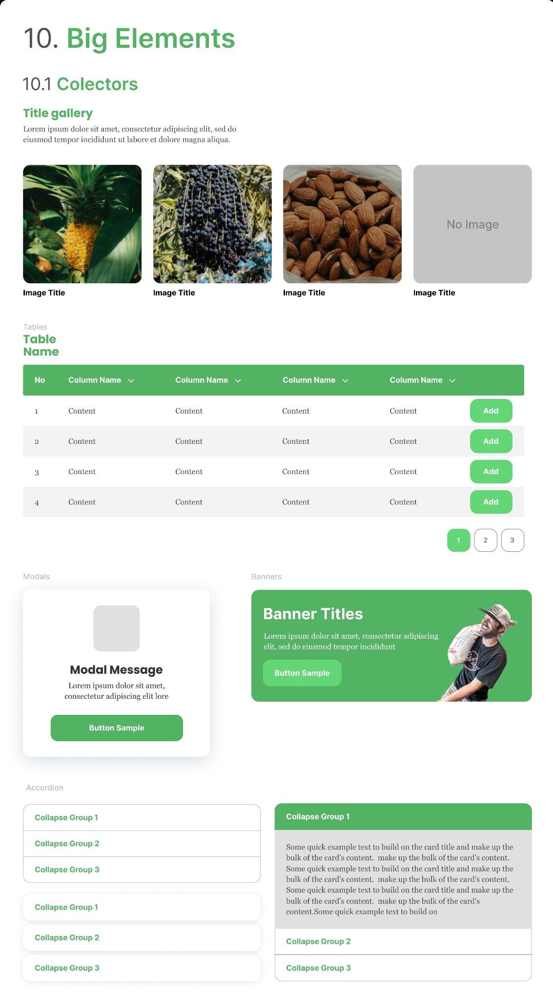 10. Big Elements
10.1 Colectors
Title gallery
Lorem ipsum dolor sit amet, consectetur adipiscing elit, sed do
eiusmod tempor incididunt ut labore et dolore magna aliqua.
No Image
Image Title
Image Title
Image Title
Image Title
Tables
Table
Name
No Column Name Column Name Column Name Column Name
1 Content Content Content Content Add
2 Content Content Content Content Add
3 Content Content Content Content Add
4 Content Content Content Content Add
1 2 3
Modals
Modal Message
Lorem ipsum dolor sit amet,
consectetur adipiscing elit lore
Button Sample
Banners
Banner Titles
Lorem ipsum dolor sit amet, consectetur adipiscing
elit, sed do eiusmod tempor incididunt
Button Sample
337
Accordion
Collapse Group 1
Collapse Group 2
Collapse Group 3
Collapse Group 1
Collapse Group 2
Collapse Group 3
Collapse Group 1
Some quick example text to build on the card title and make up the
bulk of the card's content.  make up the bulk of the card's content.
Some quick example text to build on the card title and make up the
bulk of the card's content.  make up the bulk of the card's content.
Some quick example text to build on the card title and make up the
bulk of the card's content.  make up the bulk of the card's
content.Some quick example text to build on
Collapse Group 2
Collapse Group 3